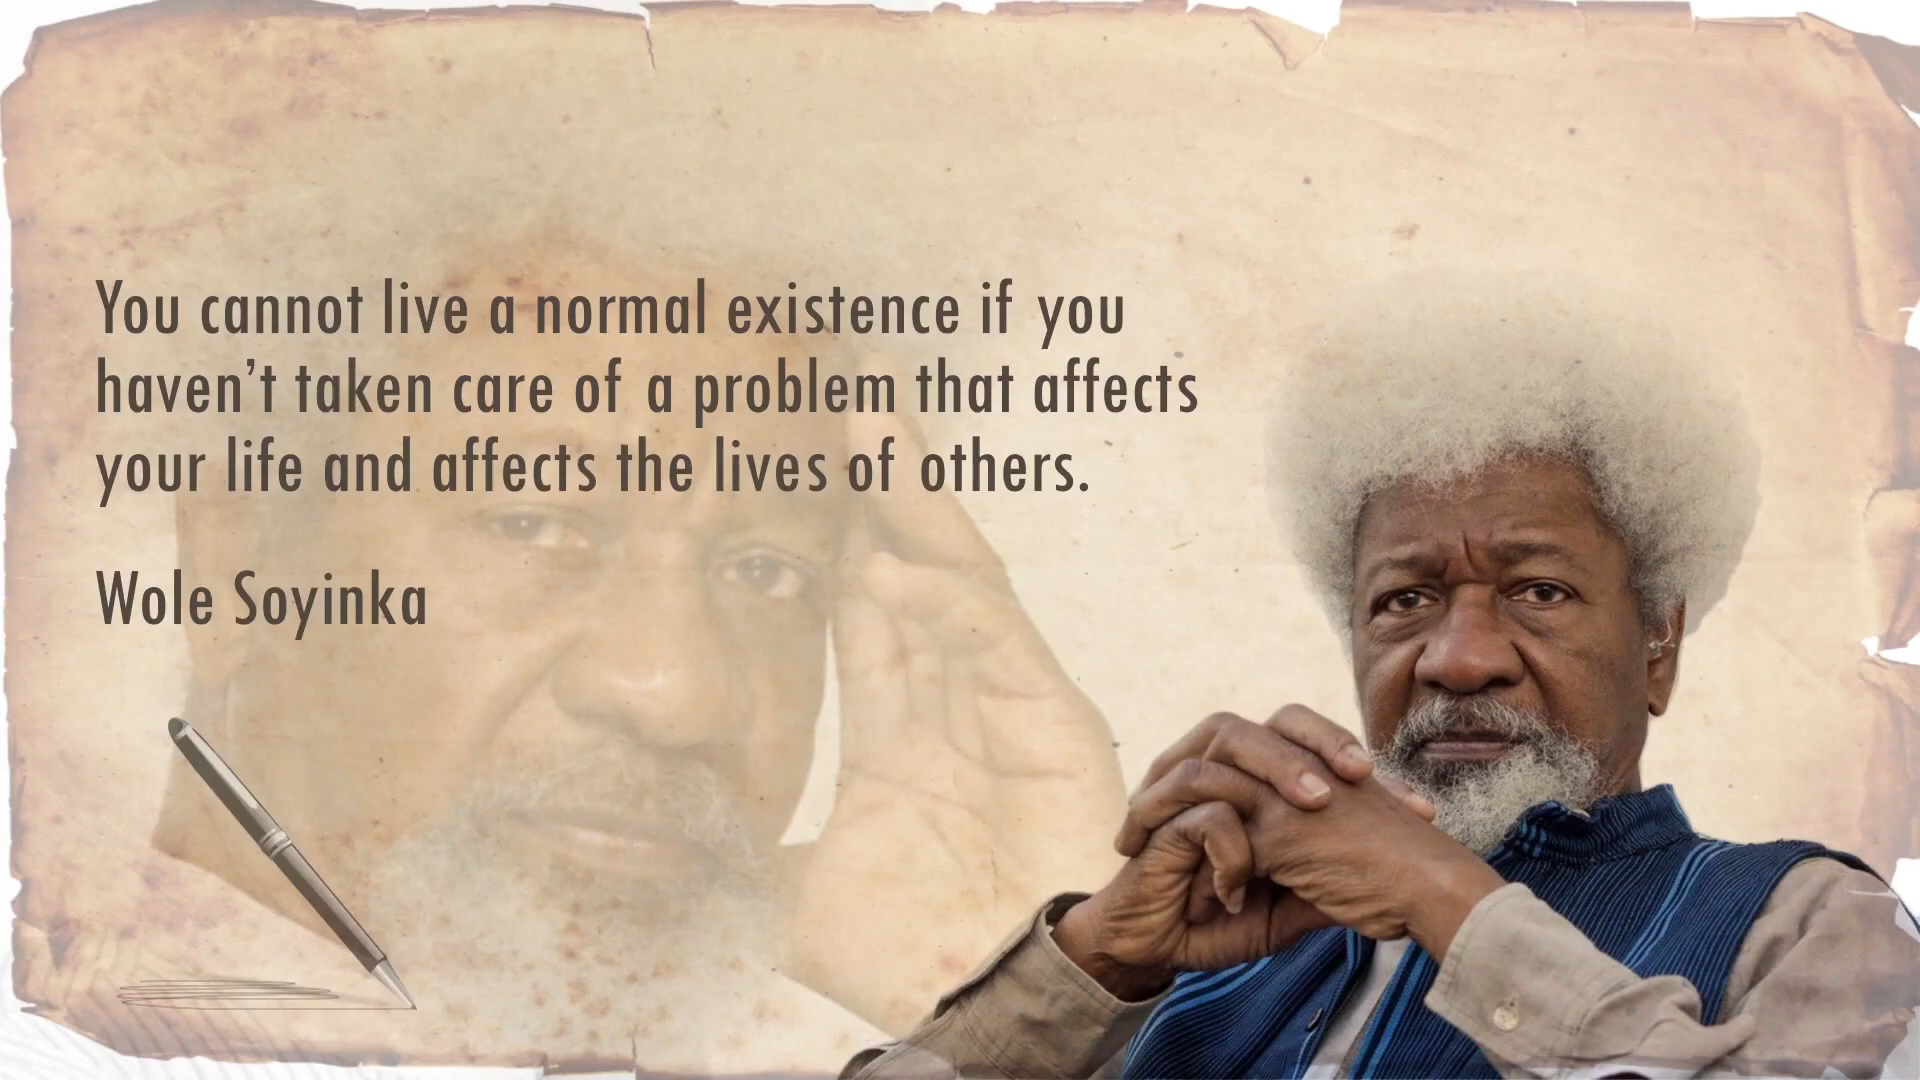 You cannot live a normal existence if you
haven’t taken care of a problem that affects
your life and affects the lives of others.
Wole Soyinka